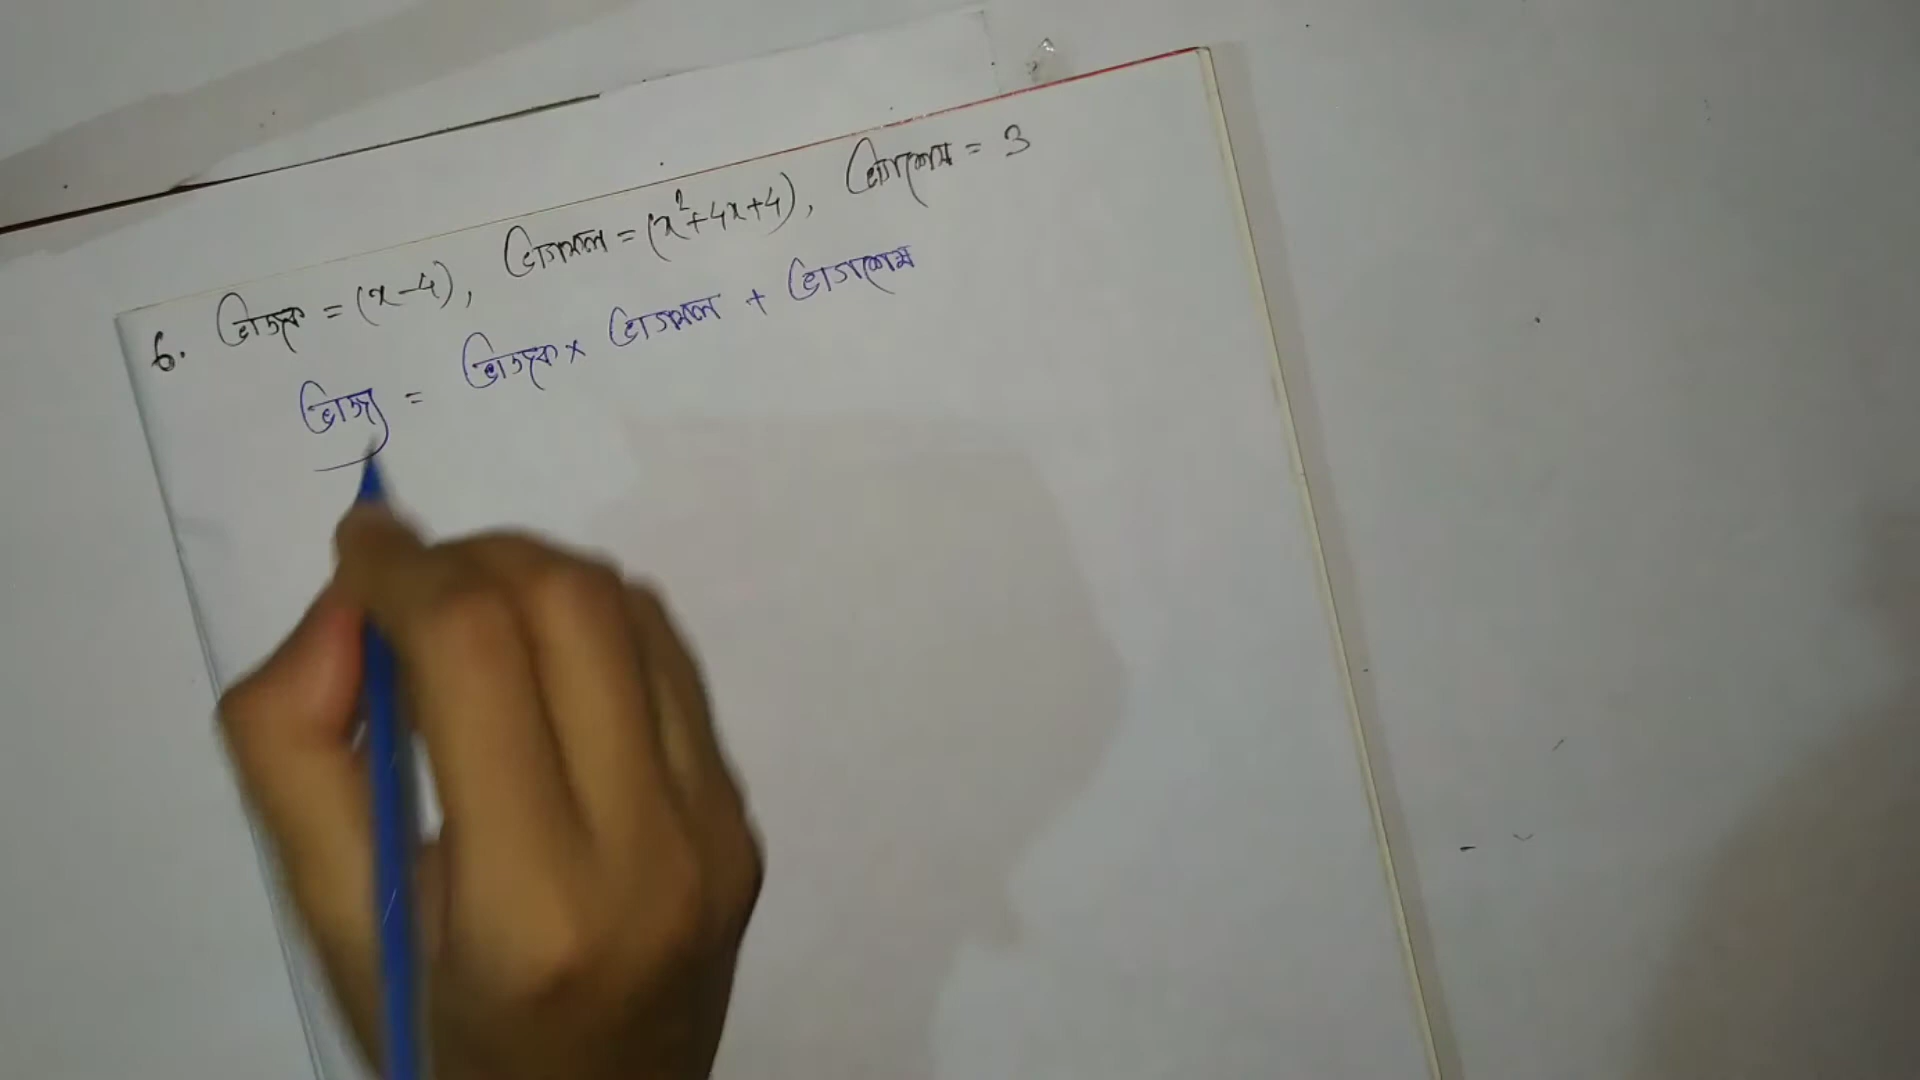 6. ভাজক = (x-4), ভাগফল = (x²+4x+4), ভাগশেষ = 3
ভাজ্য = ভাজক × ভাগফল + ভাগশেষ